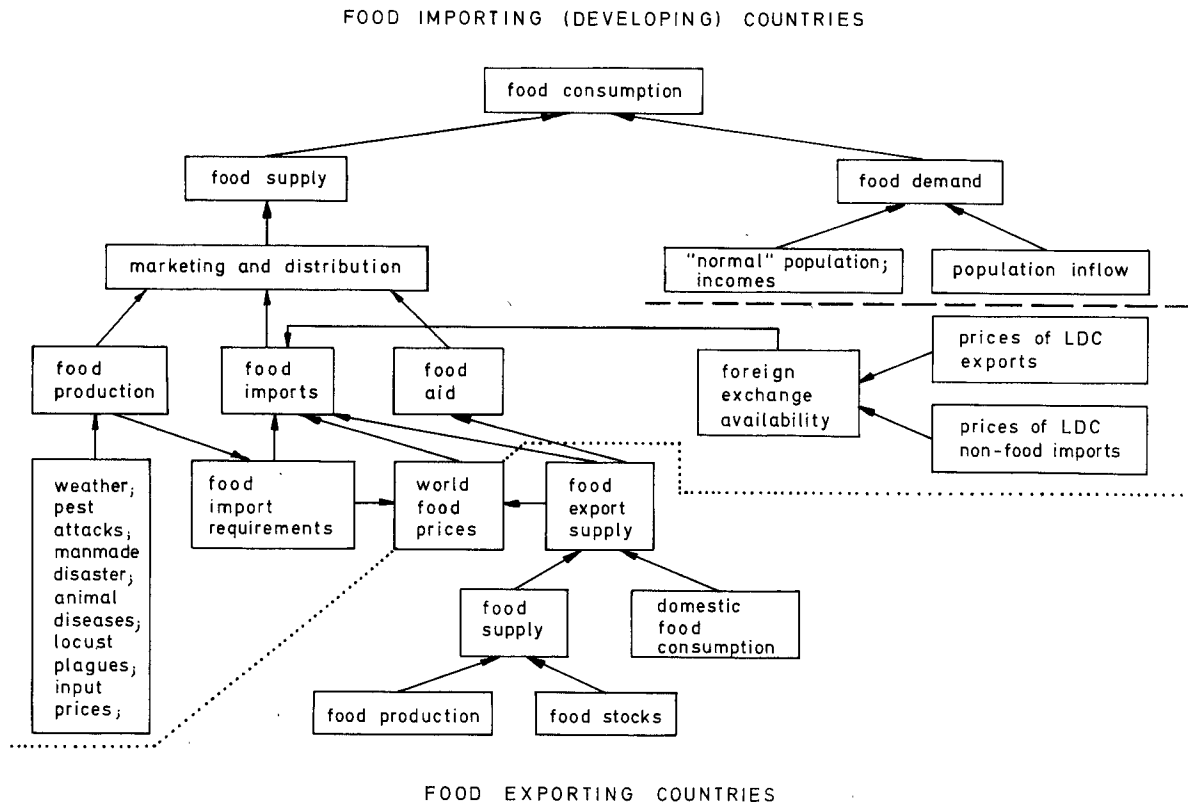 FOOD IMPORTING (DEVELOPING) COUNTRIES
food consumption
food supply
food demand
marketing and distribution
"normal" population;
incomes
population inflow
food
production
food
imports
food
aid
foreign
exchange
availability
prices of LDC
exports
prices of LDC
non-food imports
weather;
pest
attacks;
manmade
disaster;
animal
diseases;
locust
plagues;
input
prices;
food
import
requirements
world
food
prices
food
export
supply
food
supply
domestic
food
consumption
food production
food stocks
FOOD EXPORTING COUNTRIES